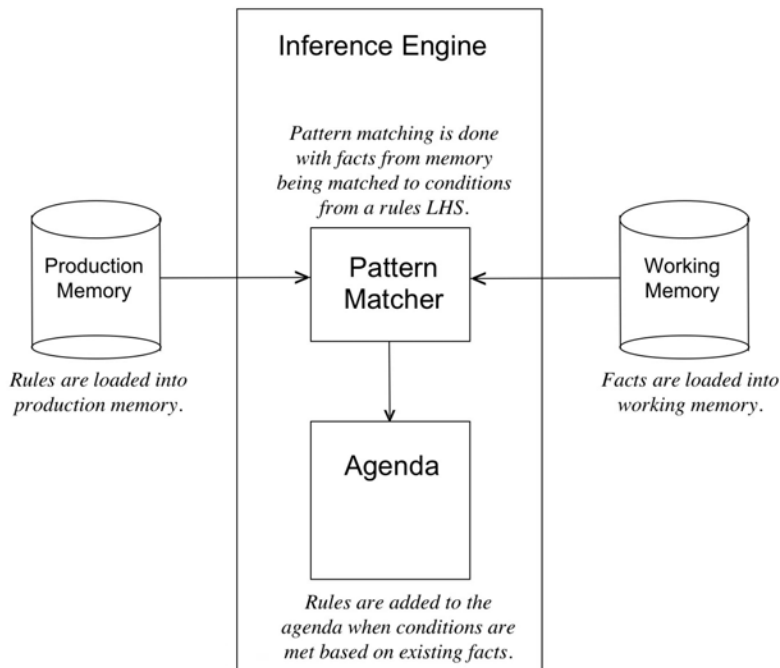 Inference Engine
Pattern matching is done
with facts from memory
being matched to conditions
from a rules LHS.
Production
Memory
Pattern
Matcher
Working
Memory
Rules are loaded into
production memory.
Facts are loaded into
working memory.
Agenda
Rules are added to the
agenda when conditions are
met based on existing facts.